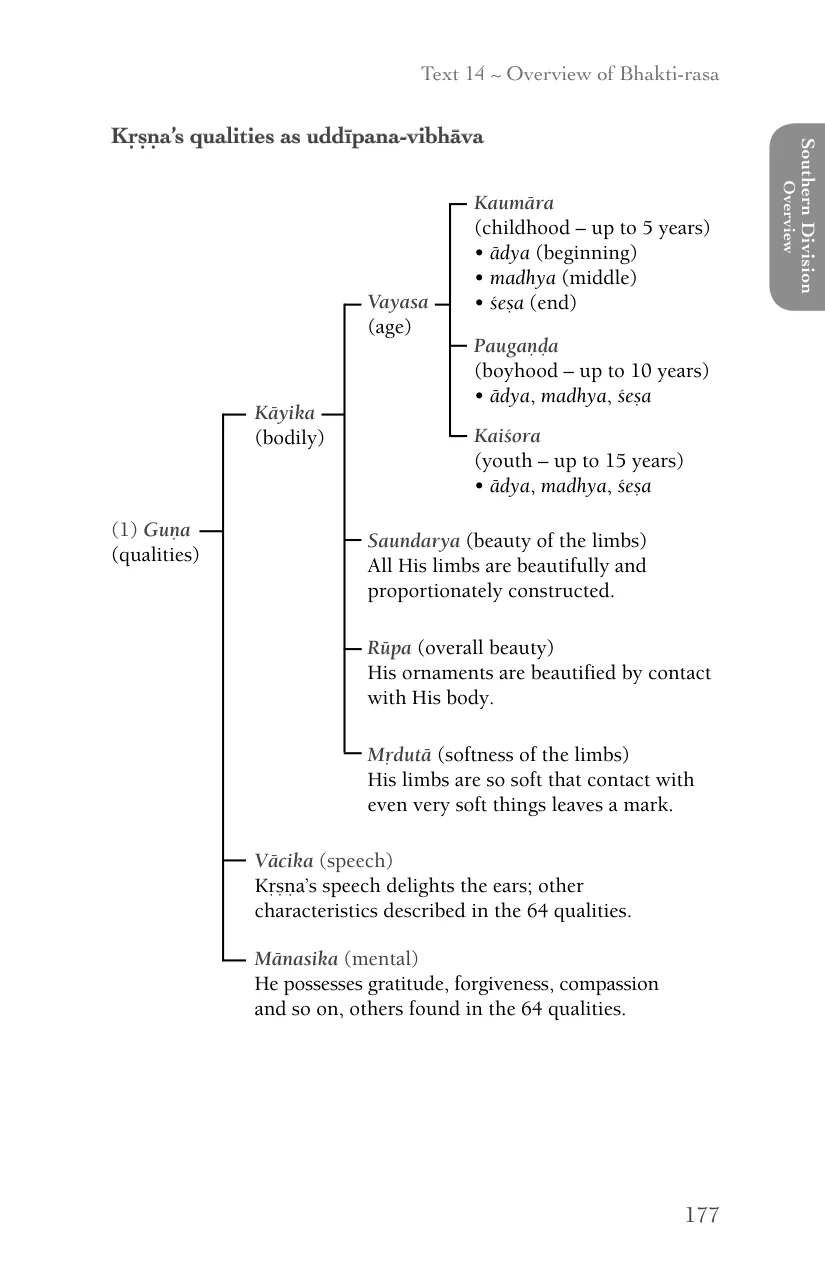 Text 14 ~ Overview of Bhakti-rasa
Southern Division
Overview
Kṛṣṇa’s qualities as uddīpana-vibhāva
Kaumāra
(childhood – up to 5 years)
• ādya (beginning)
• madhya (middle)
• śeṣa (end)
Vayasa
(age)
Paugaṇḍa
(boyhood – up to 10 years)
• ādya, madhya, śeṣa
Kāyika
(bodily)
Kaiśora
(youth – up to 15 years)
• ādya, madhya, śeṣa
(1) Guṇa
(qualities)
Saundarya (beauty of the limbs)
All His limbs are beautifully and
proportionately constructed.
Rūpa (overall beauty)
His ornaments are beautified by contact
with His body.
Mṛdutā (softness of the limbs)
His limbs are so soft that contact with
even very soft things leaves a mark.
Vācika (speech)
Kṛṣṇa’s speech delights the ears; other
characteristics described in the 64 qualities.
Mānasika (mental)
He possesses gratitude, forgiveness, compassion
and so on, others found in the 64 qualities.
177